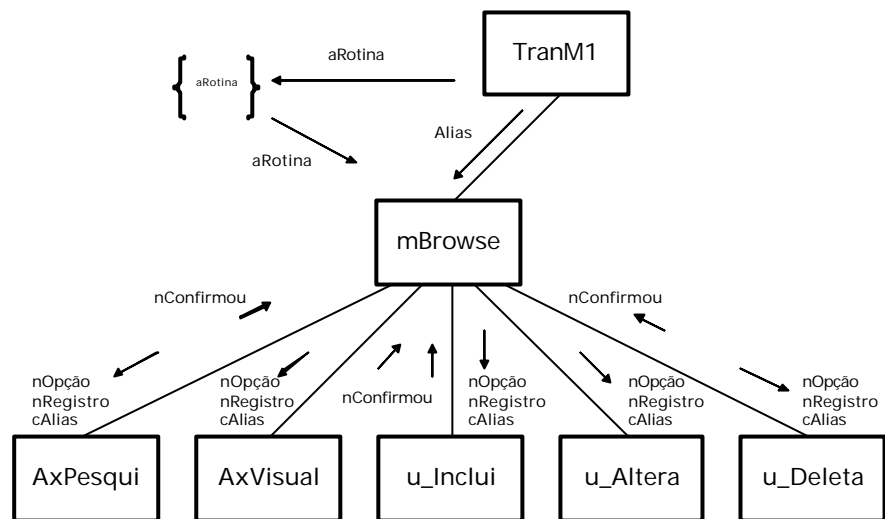 TranM1
aRotina
{ aRotina }
Alias
aRotina
mBrowse
nConfirmou
nConfirmou
nOpção
nRegistro
cAlias
nOpção
nRegistro
cAlias
nConfirmou
nOpção
nRegistro
cAlias
nOpção
nRegistro
cAlias
nOpção
nRegistro
cAlias
AxPesqui
AxVisual
u_Inclui
u_Altera
u_Deleta